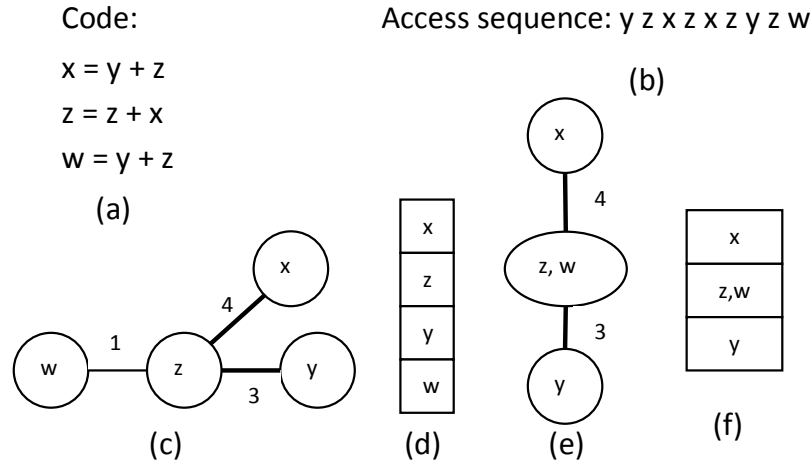 Code:
Access sequence: y z x z x z y z w
x = y + z
z = z + x
w = y + z
(a)
(b)
x
4
z, w
3
y
(e)
x
4
w
1
z
3
y
(c)
x
z
y
w
(d)
x
z,w
y
(f)